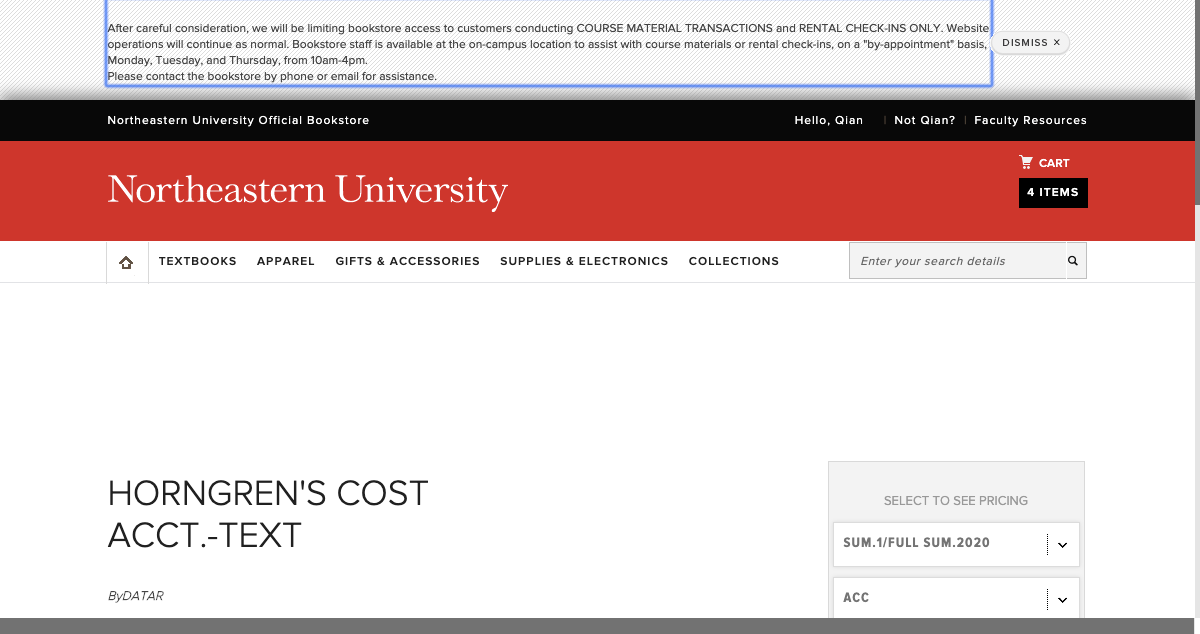 After careful consideration, we will be limiting bookstore access to customers conducting COURSE MATERIAL TRANSACTIONS and RENTAL CHECK-INS ONLY. Website
operations will continue as normal. Bookstore staff is available at the on-campus location to assist with course materials or rental check-ins, on a "by-appointment" basis,
Monday, Tuesday, and Thursday, from 10am-4pm.
Please contact the bookstore by phone or email for assistance.
DISMISS ×
Northeastern University Official Bookstore
Hello, Qian | Not Qian? | Faculty Resources
CART
Northeastern University
4 ITEMS
TEXTBOOKS APPAREL GIFTS & ACCESSORIES SUPPLIES & ELECTRONICS COLLECTIONS
Enter your search details
HORNGREN'S COST
ACCT.-TEXT
ByDATAR
SELECT TO SEE PRICING
SUM.1/FULL SUM.2020
ACC